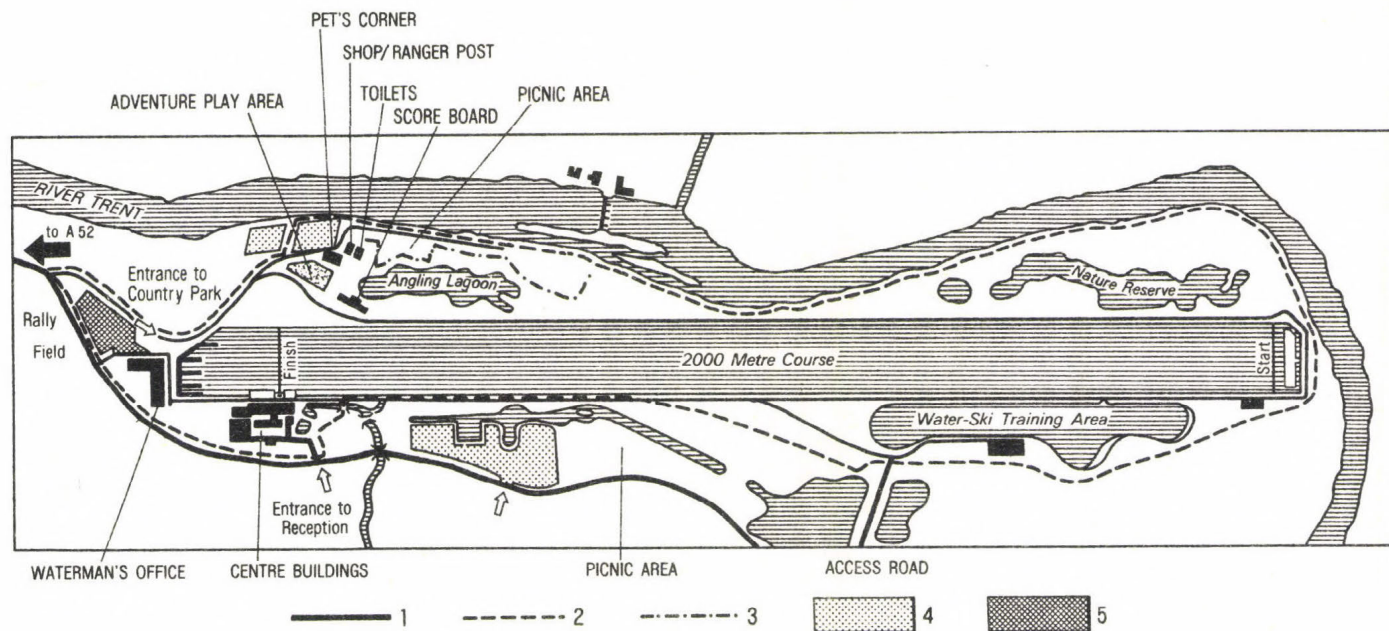 PET'S CORNER
SHOP/RANGER POST
ADVENTURE PLAY AREA
TOILETS
PICNIC AREA
SCORE BOARD
RIVER TRENT
to A 52
Entrance to
Country Park
Angling Lagoon
Nature Reserve
Rally
Field
Finish
2000 Metre Course
Start
Water-Ski Training Area
Entrance to
Reception
WATERMAN'S OFFICE
CENTRE BUILDINGS
PICNIC AREA
ACCESS ROAD
1
2
3
4
5